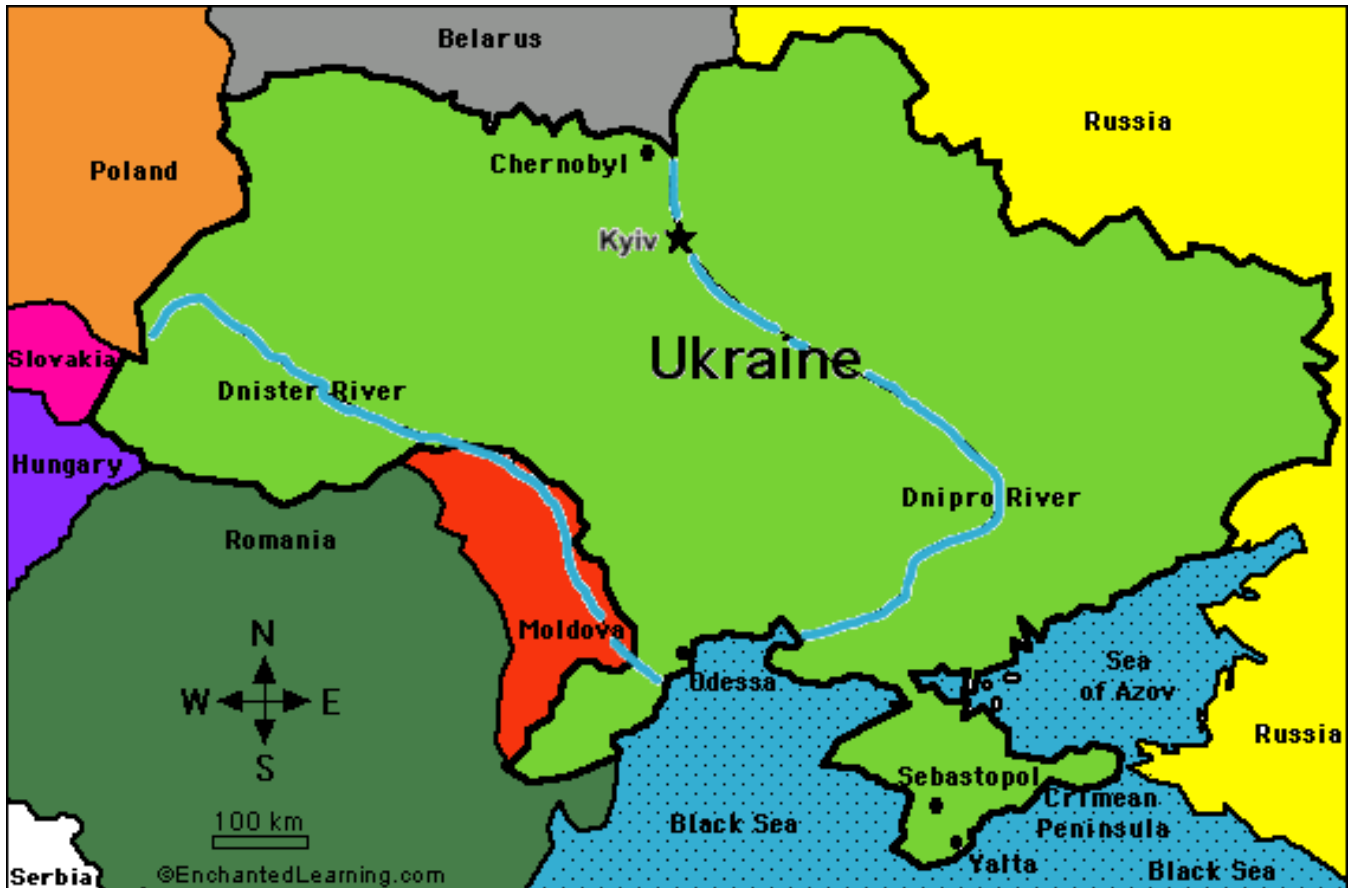 Belarus
Russia
Poland
Chernobyl
Kyiv
Ukraine
Slovakia
Dnister River
Hungary
Dnipro River
Romania
N
Moldova
W E
Sea
of Azov
Odessa
S
Russia
Sebastopol
Crimean
Peninsula
100 km
Black Sea
Yalta
Black Sea
Serbia
©EnchantedLearning.com